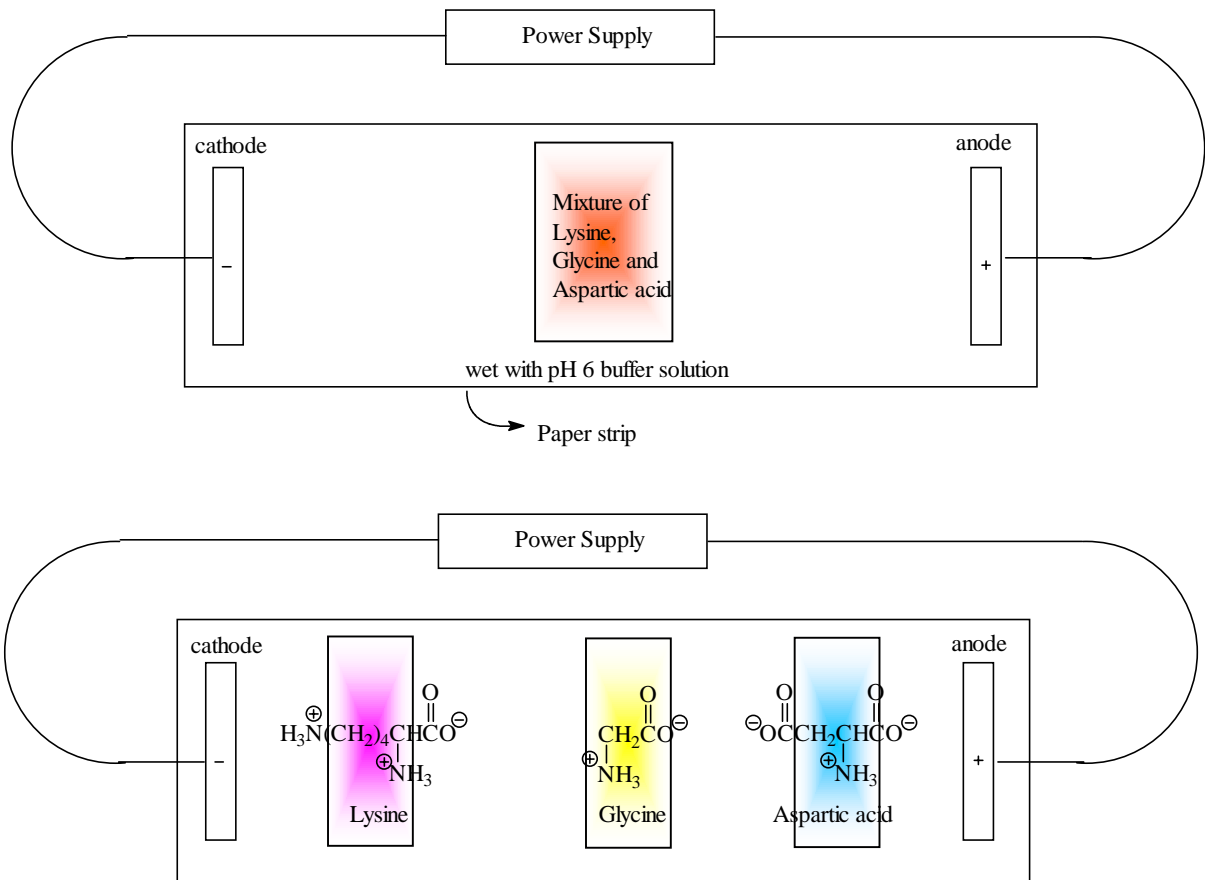 Power Supply
cathode
anode
−
+
Mixture of
Lysine,
Glycine and
Aspartic acid
wet with pH 6 buffer solution
Paper strip
Power Supply
cathode
anode
−
+
O
⊕ ⊖
H₃N(CH₂)₄CHCO
⊕
NH₃
Lysine
O
CH₂CO⊖
⊕
NH₃
Glycine
O O
⊖OCCH₂CHCO⊖
⊕
NH₃
Aspartic acid